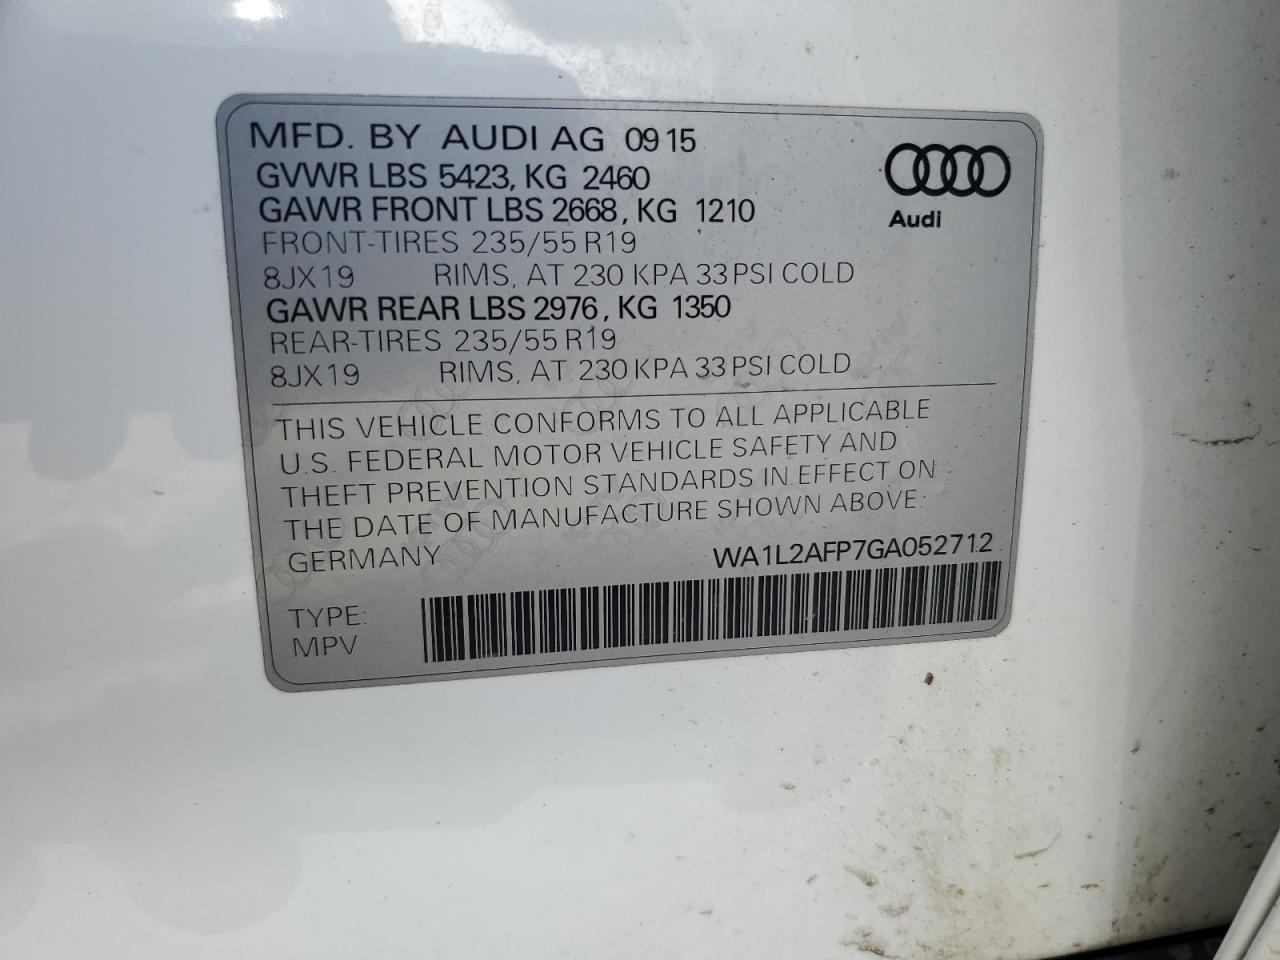 MFD. BY AUDI AG 09 15
GVWR LBS 5423, KG 2460
GAWR FRONT LBS 2668, KG 1210
FRONT-TIRES 235/55 R19
8JX19 RIMS, AT 230 KPA 33 PSI COLD
GAWR REAR LBS 2976, KG 1350
REAR-TIRES 235/55 R19
8JX19 RIMS, AT 230 KPA 33 PSI COLD
Audi
THIS VEHICLE CONFORMS TO ALL APPLICABLE
U.S. FEDERAL MOTOR VEHICLE SAFETY AND
THEFT PREVENTION STANDARDS IN EFFECT ON
THE DATE OF MANUFACTURE SHOWN ABOVE:
GERMANY WA1L2AFP7GA052712
TYPE:
MPV